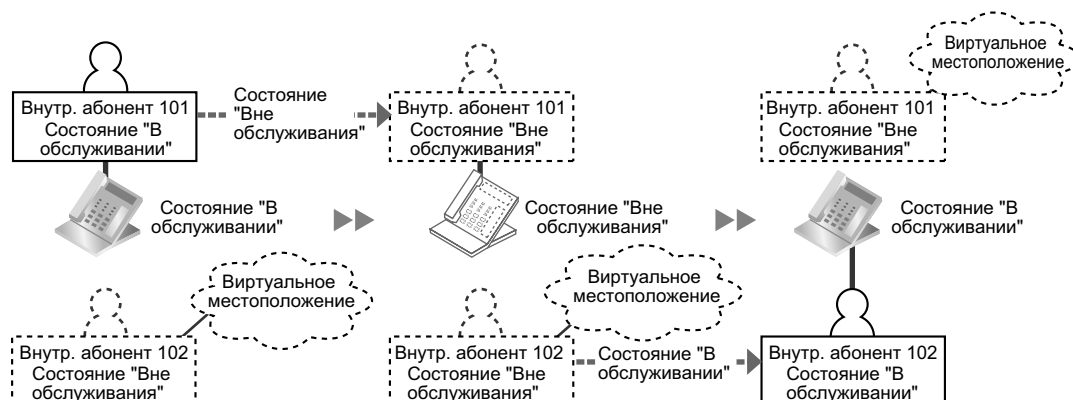 Внутр. абонент 101
Состояние "В
обслуживании"
Состояние
"Вне
обслуживания"
Внутр. абонент 101
Состояние "Вне
обслуживания"
Внутр. абонент 101
Состояние "Вне
обслуживания"
Виртуальное
местоположение
Состояние "В
обслуживании"
Состояние "Вне
обслуживания"
Состояние "В
обслуживании"
Виртуальное
местоположение
Виртуальное
местоположение
Внутр. абонент 102
Состояние "Вне
обслуживания"
Внутр. абонент 102
Состояние "Вне
обслуживания"
Состояние "В
обслуживании"
Внутр. абонент 102
Состояние "В
обслуживании"